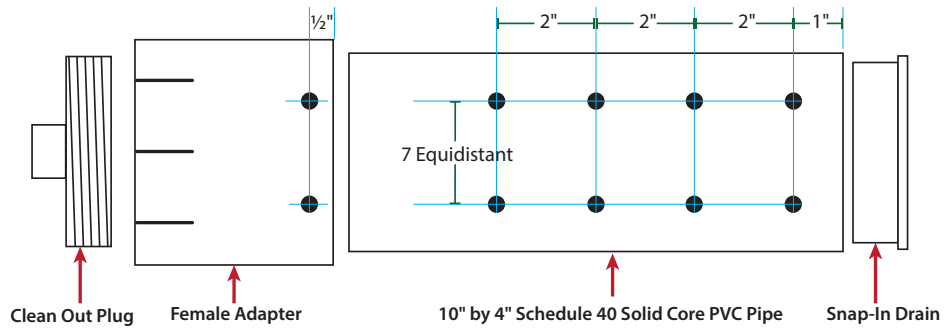 ½"
2"
2"
2"
1"
7 Equidistant
Clean Out Plug
Female Adapter
10" by 4" Schedule 40 Solid Core PVC Pipe
Snap-In Drain